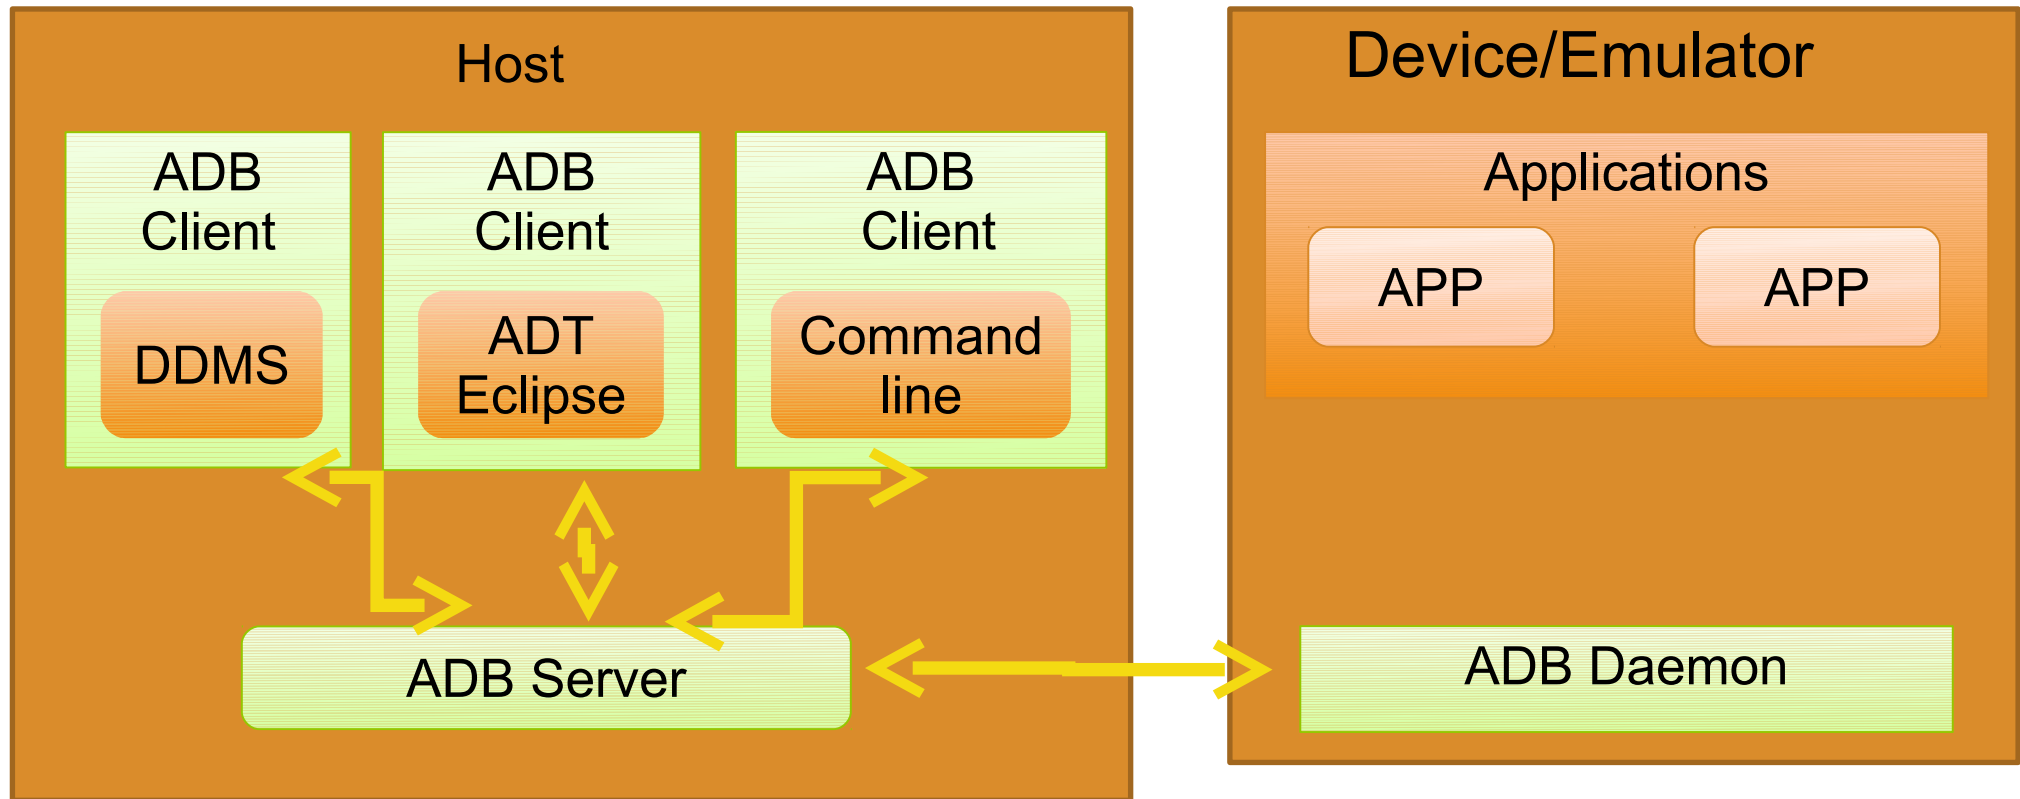 Host
ADB
Client
DDMS
ADB
Client
ADT
Eclipse
ADB
Client
Command
line
ADB Server
Device/Emulator
Applications
APP
APP
ADB Daemon